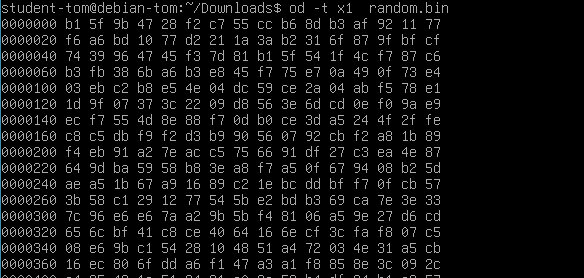 student-tom@debian-tom:~/Downloads$ od -t x1  random.bin
0000000 b1 5f 9b 47 28 f2 c7 55 cc b6 8d b3 af 92 11 77
0000020 f6 a6 bd 10 77 d2 21 1a 3a b2 31 6f 87 9f bf cf
0000040 74 39 96 47 45 f3 7d 81 b1 5f 54 1f 4c f7 87 c6
0000060 b3 fb 38 6b a6 b3 e8 45 f7 75 e7 0a 49 0f 73 e4
0000100 03 eb c2 b8 e5 4e 04 dc 59 ce 2a 04 ab f5 78 e1
0000120 1d 9f 07 37 3c 22 09 d8 56 3e 6d cd 0e f0 9a e9
0000140 ec f7 55 4d 8e 88 f7 0d b0 ce 3d a5 24 4f 2f fe
0000160 c8 c5 db f9 f2 d3 b9 90 56 07 92 cb f2 a8 1b 89
0000200 f4 eb 91 a2 7e ac c5 75 66 91 df 27 c3 ea 4e 87
0000220 64 9d ba 59 58 b8 3e a8 f7 a5 0f 67 94 08 b2 5d
0000240 ae a5 1b 67 a9 16 89 c2 1e bc dd bf f7 0f cb 57
0000260 3b 58 c1 29 12 77 54 5b e2 bd b3 69 ca 7e 3e 33
0000300 7c 96 e6 e6 7a a2 9b 5b f4 81 06 a5 9e 27 d6 cd
0000320 65 6c bf 41 c8 ce 40 64 16 6e cf 3c fa f8 07 c5
0000340 08 e6 9b c1 54 28 10 48 51 a4 72 03 4e 31 a5 cb
0000360 16 ec 80 6f dd a6 f1 47 a3 a1 f8 85 8e 3c 09 2c